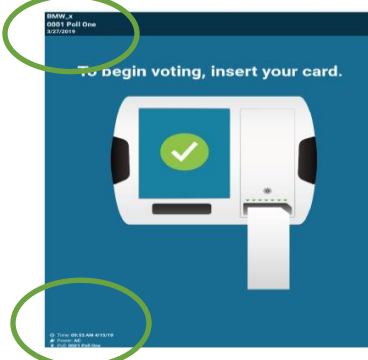 BMW_x
0001 Poll One
3/27/2019
To begin voting, insert your card.
Time: 09:53 AM 4/15/19
Power: AC
Poll: 0001 Poll One